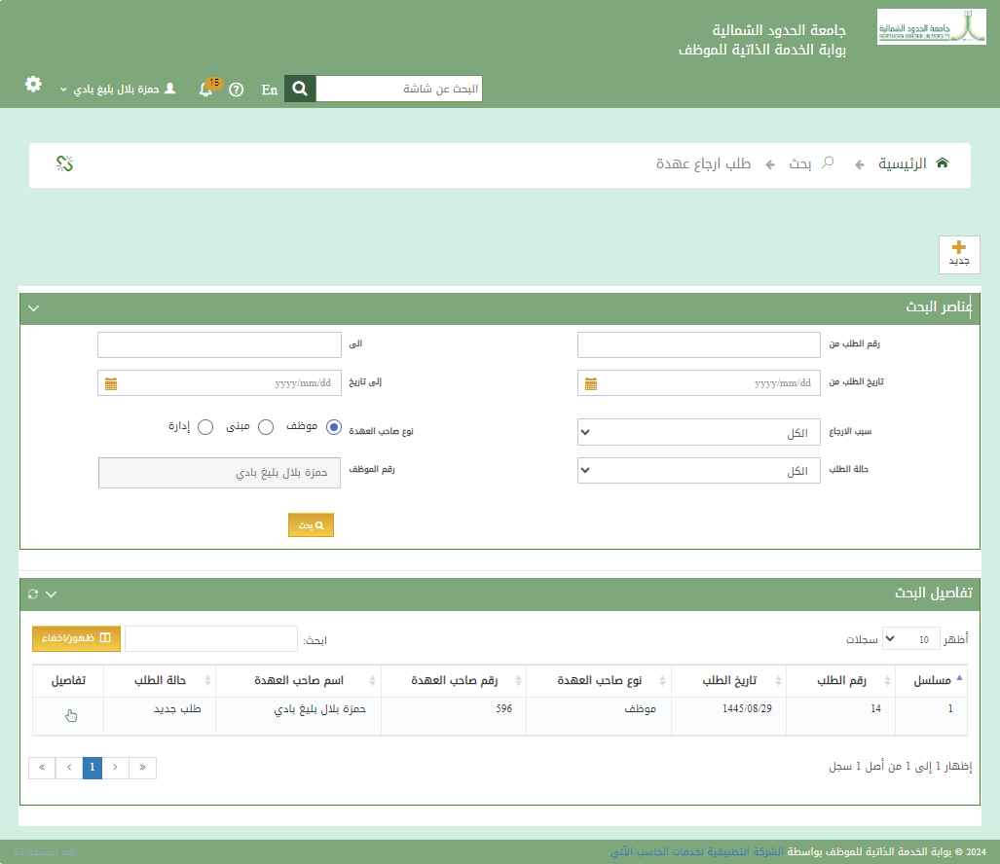 جامعة الحدود الشمالية
NORTHERN BORDER UNIVERSITY
جامعة الحدود الشمالية
بوابة الخدمة الذاتية للموظف
البحث عن شاشة
En
15
حمزة بلال بليغ بادي
الرئيسية
بحث
طلب ارجاع عهدة
جديد
عناصر البحث
رقم الطلب من
الى
تاريخ الطلب من yyyy/mm/dd
إلى تاريخ yyyy/mm/dd
سبب الارجاع الكل
نوع صاحب العهدة موظف مبنى إدارة
حالة الطلب الكل
رقم الموظف حمزة بلال بليغ بادي
بحث
تفاصيل البحث
أظهر 10 سجلات
ابحث:
ظهور/اخفاء
مسلسل رقم الطلب تاريخ الطلب نوع صاحب العهدة رقم صاحب العهدة اسم صاحب العهدة حالة الطلب تفاصيل
1 14 1445/08/29 موظف 596 حمزة بلال بليغ بادي طلب جديد
إظهار 1 إلى 1 من أصل 1 سجل
« ‹ 1 › »
2024 © بوابة الخدمة الذاتية للموظف بواسطة الشركة التطبيقية لخدمات الحاسب الآلي
رقم النسخة 62